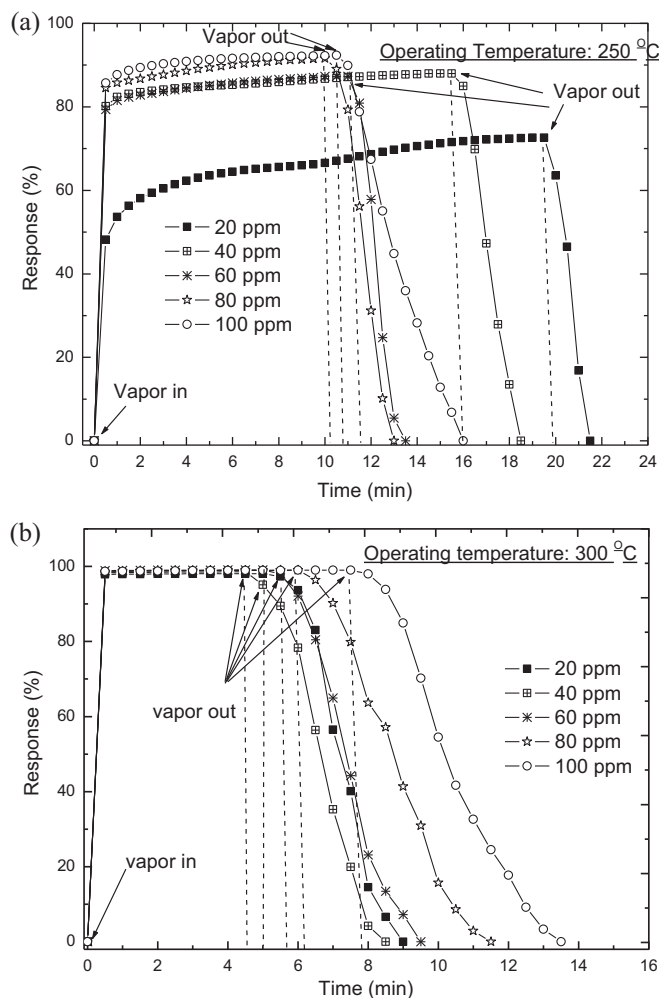 (a)
100
80
60
40
20
0
Response (%)
Vapor out
Operating Temperature: 250 °C
Vapor out
20 ppm
40 ppm
60 ppm
80 ppm
100 ppm
Vapor in
0 2 4 6 8 10 12 14 16 18 20 22 24
Time (min)
(b)
100
80
60
40
20
0
Response (%)
Operating temperature: 300 °C
vapor out
20 ppm
40 ppm
60 ppm
80 ppm
100 ppm
vapor in
0 2 4 6 8 10 12 14 16
Time (min)